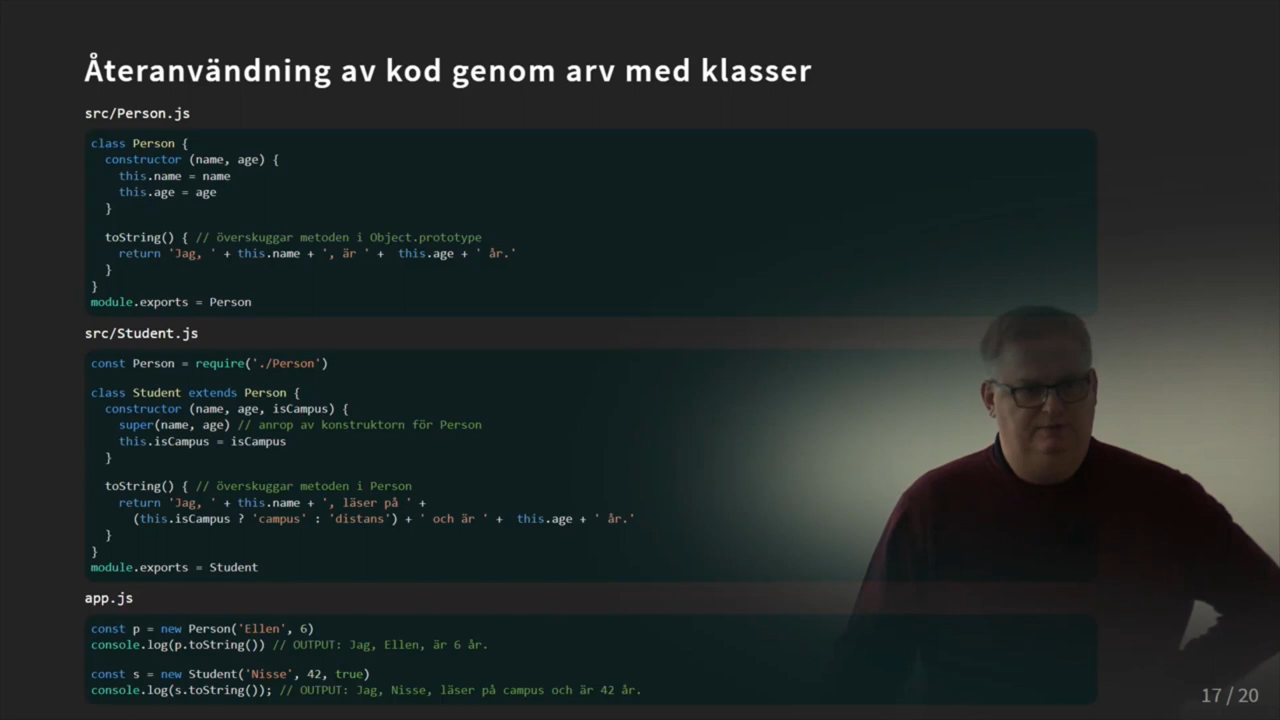 Återanvändning av kod genom arv med klasser
src/Person.js
class Person {
constructor (name, age) {
this.name = name
this.age = age
}
toString() { // överskuggar metoden i Object.prototype
return 'Jag, ' + this.name + ', är ' +  this.age + ' år.'
}
}
module.exports = Person
src/Student.js
const Person = require('./Person')
class Student extends Person {
constructor (name, age, isCampus) {
super(name, age) // anrop av konstruktorn för Person
this.isCampus = isCampus
}
toString() { // överskuggar metoden i Person
return 'Jag, ' + this.name + ', läser på ' +
(this.isCampus ? 'campus' : 'distans') + ' och är ' +  this.age + ' år.'
}
}
module.exports = Student
app.js
const p = new Person('Ellen', 6)
console.log(p.toString()) // OUTPUT: Jag, Ellen, är 6 år.
const s = new Student('Nisse', 42, true)
console.log(s.toString()); // OUTPUT: Jag, Nisse, läser på campus och är 42 år.
17 / 20